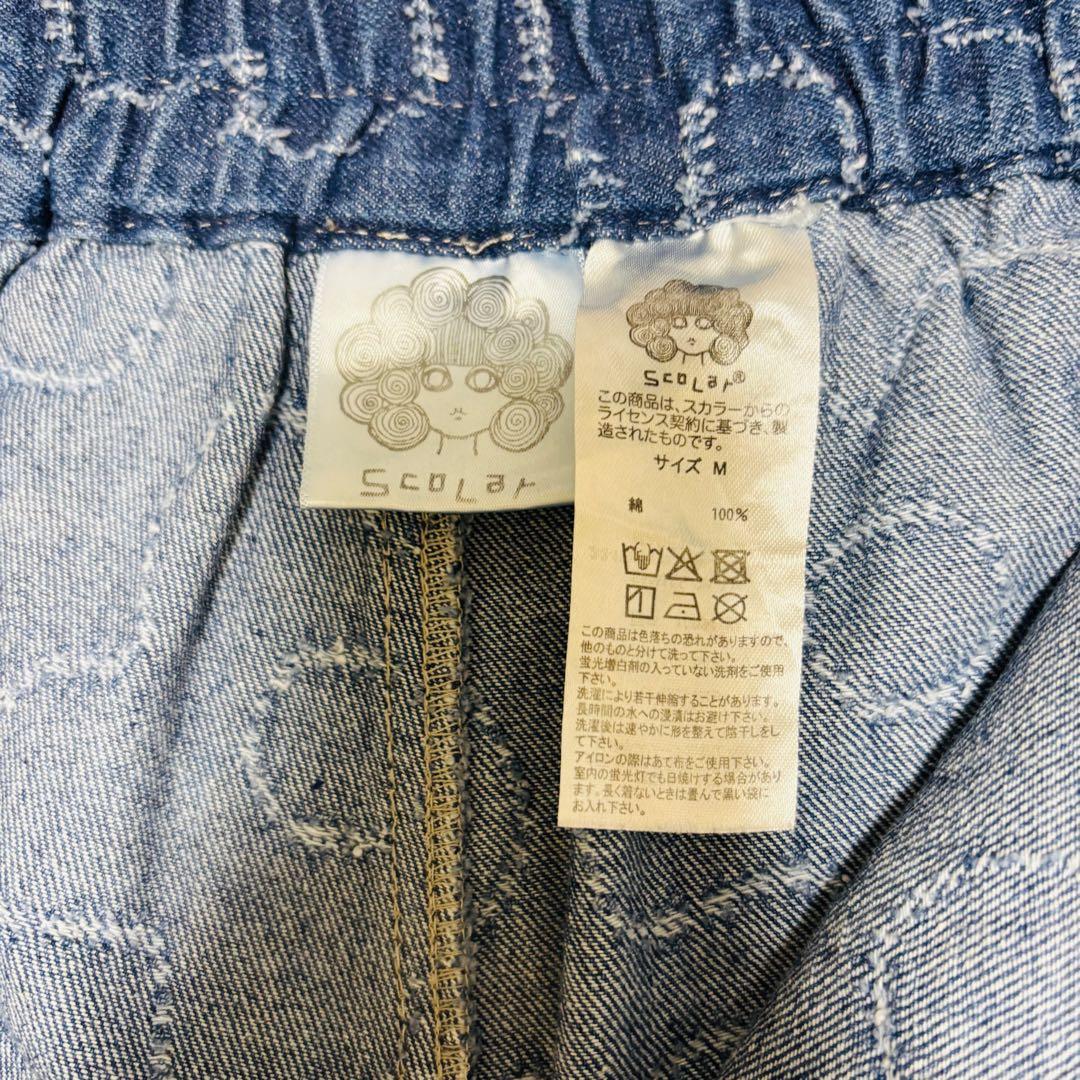 ScoLar
ScoLar®
この商品は、スカラーからの
ライセンス契約に基づき、製
造されたものです。
サイズ M
綿 100%
この商品は色落ちの恐れがありますので、
他のものと分けて洗って下さい。
蛍光増白剤の入っていない洗剤をご使用
下さい。
洗濯により若干伸縮することがあります。
長時間の水への浸漬はお避け下さい。
洗濯後は速やかに形を整えて陰干しをし
て下さい。
アイロンの際はあて布をご使用下さい。
室内の蛍光灯でも日焼けする場合があり
ます。長く着ないときは畳んで黒い袋に
お入れ下さい。